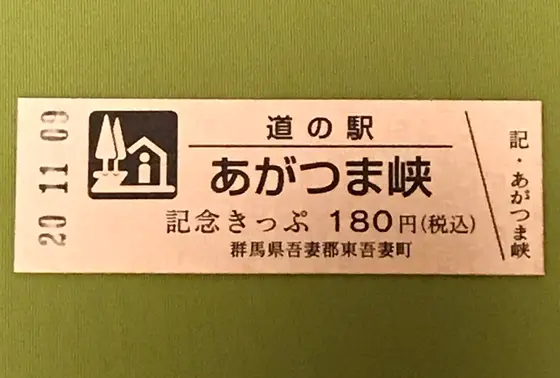 20 11 09
道の駅
あがつま峡
記念きっぷ 180円(税込)
群馬県吾妻郡東吾妻町
記・あがつま峡